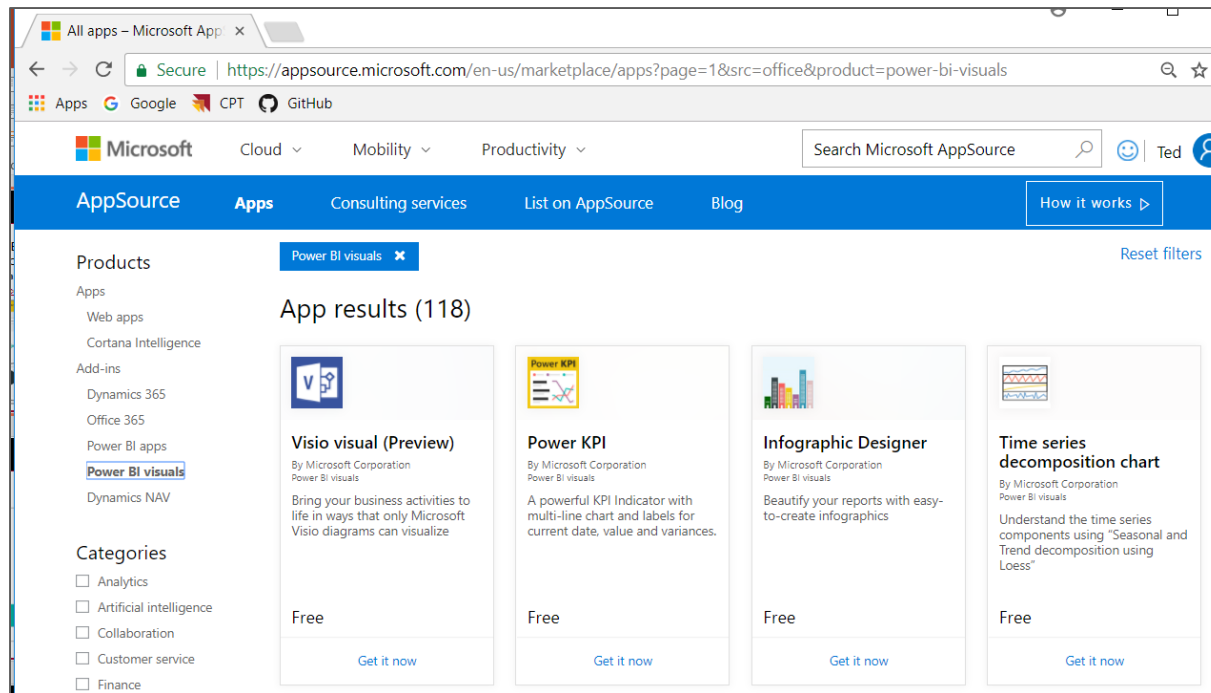 All apps – Microsoft App
Secure
https://appsource.microsoft.com/en-us/marketplace/apps?page=1&src=office&product=power-bi-visuals
Apps
Google
CPT
GitHub
Microsoft
Cloud
Mobility
Productivity
Search Microsoft AppSource
Ted
AppSource
Apps
Consulting services
List on AppSource
Blog
How it works
Products
Apps
Web apps
Cortana Intelligence
Add-ins
Dynamics 365
Office 365
Power BI apps
Power BI visuals
Dynamics NAV
Categories
Analytics
Artificial intelligence
Collaboration
Customer service
Finance
Power BI visuals
Reset filters
App results (118)
V
Visio visual (Preview)
By Microsoft Corporation
Power BI visuals
Bring your business activities to
life in ways that only Microsoft
Visio diagrams can visualize
Free
Get it now
Power KPI
Power KPI
By Microsoft Corporation
Power BI visuals
A powerful KPI Indicator with
multi-line chart and labels for
current date, value and variances.
Free
Get it now
Infographic Designer
By Microsoft Corporation
Power BI visuals
Beautify your reports with easy-
to-create infographics
Free
Get it now
Time series
decomposition chart
By Microsoft Corporation
Power BI visuals
Understand the time series
components using "Seasonal and
Trend decomposition using
Loess"
Free
Get it now